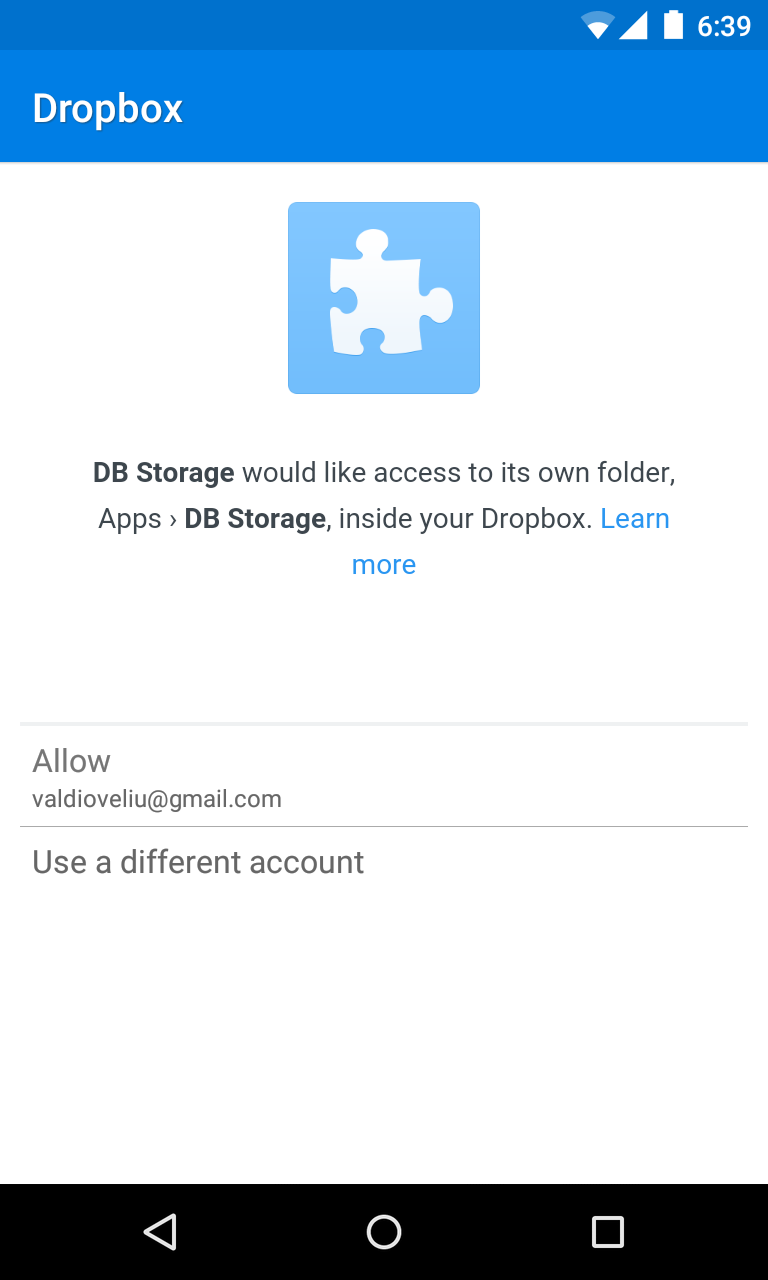 6:39
Dropbox
DB Storage would like access to its own folder,
Apps › DB Storage, inside your Dropbox. Learn
more
Allow
valdioveliu@gmail.com
Use a different account